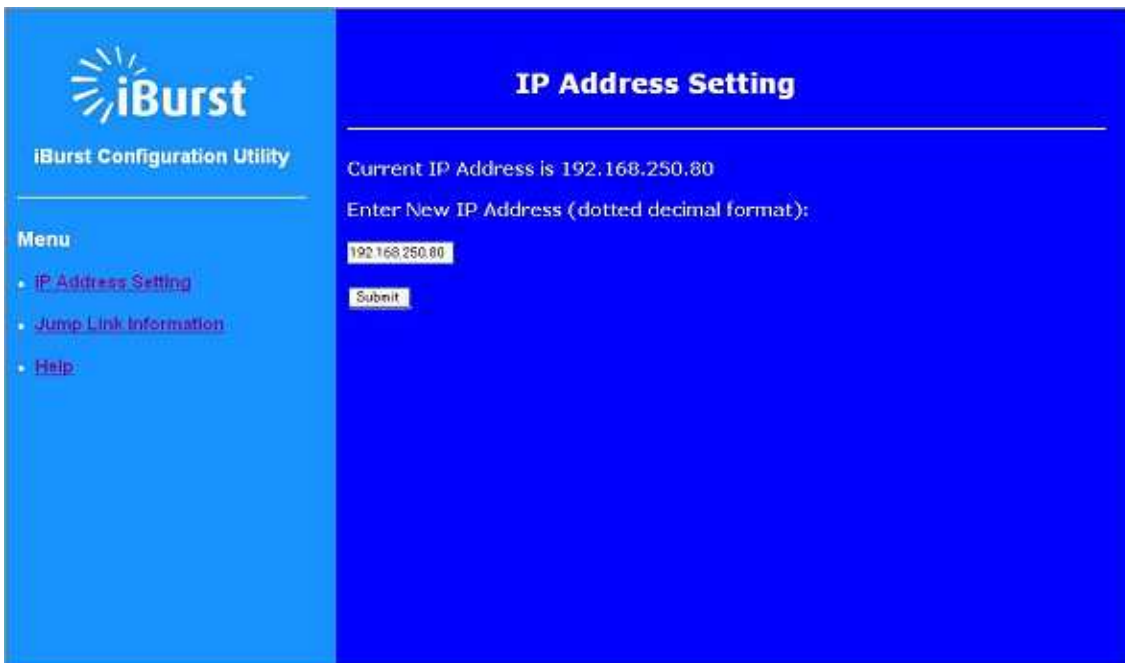 iBurst
iBurst Configuration Utility
Menu
IP Address Setting
Jump Link Information
Help
IP Address Setting
Current IP Address is 192.168.250.80
Enter New IP Address (dotted decimal format):
192.168.250.80
Submit